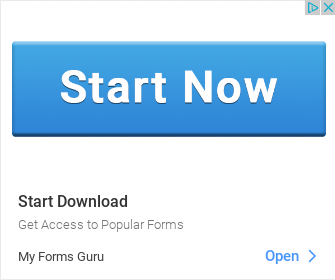 Start Now
Start Download
Get Access to Popular Forms
My Forms Guru
Open